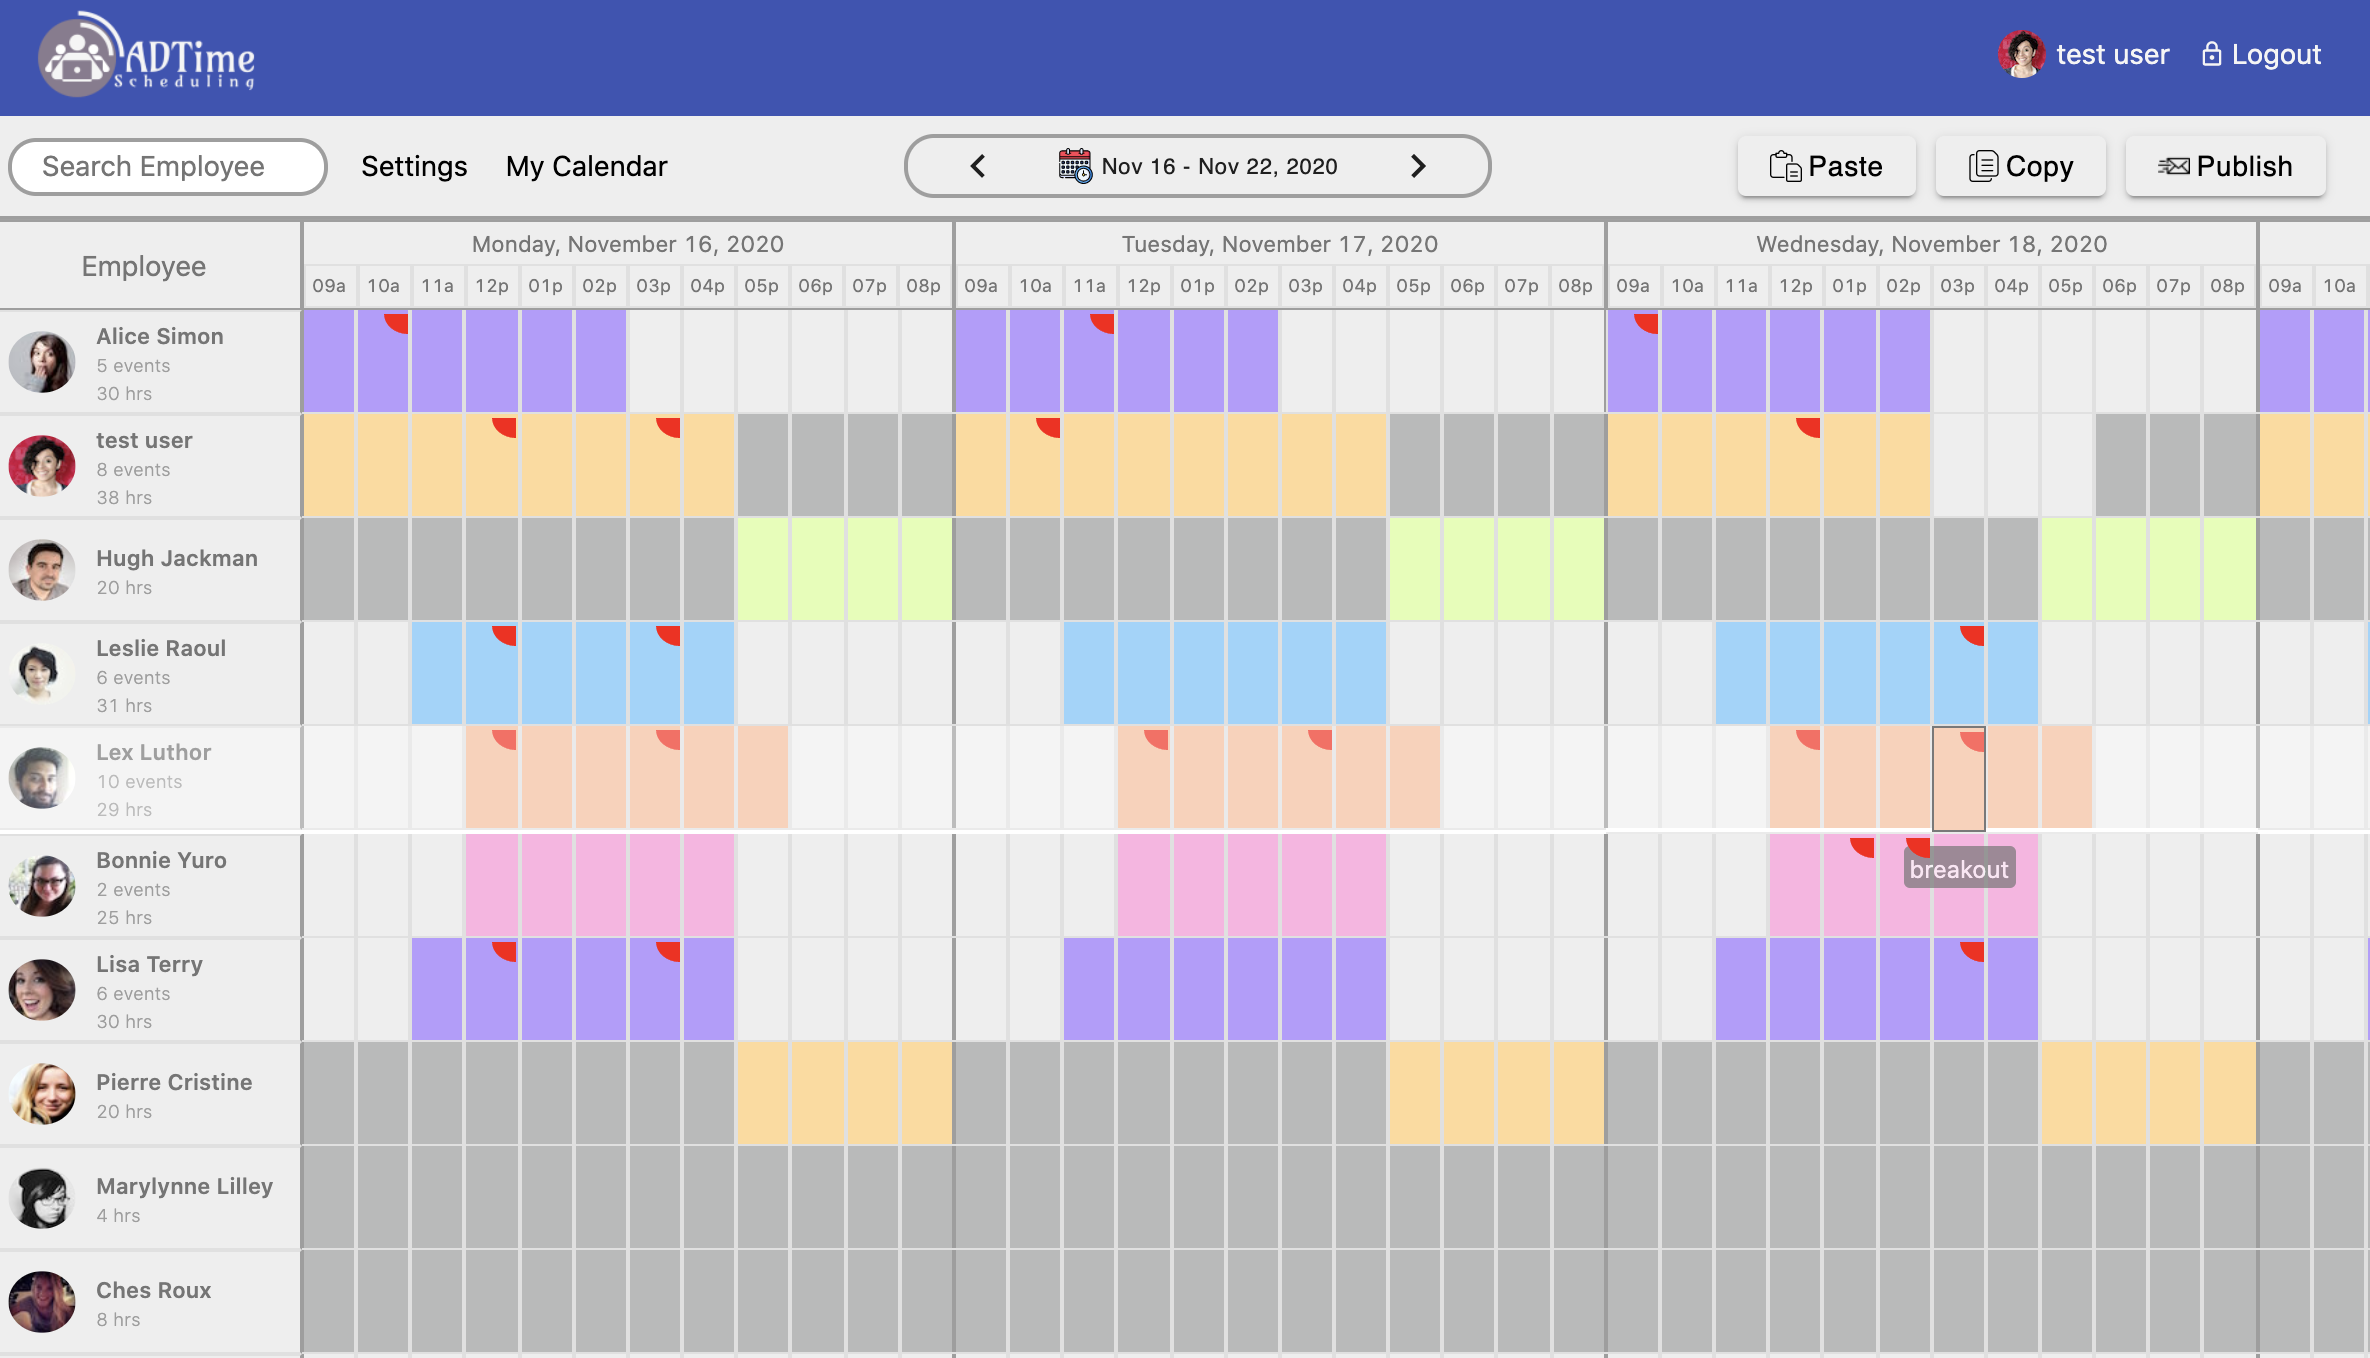 ADTime
Scheduling
test user
Logout
Search Employee
Settings
My Calendar
Nov 16 - Nov 22, 2020
Paste
Copy
Publish
Employee
Monday, November 16, 2020
Tuesday, November 17, 2020
Wednesday, November 18, 2020
09a 10a 11a 12p 01p 02p 03p 04p 05p 06p 07p 08p 09a 10a 11a 12p 01p 02p 03p 04p 05p 06p 07p 08p 09a 10a 11a 12p 01p 02p 03p 04p 05p 06p 07p 08p 09a 10a
Alice Simon
5 events
30 hrs
test user
8 events
38 hrs
Hugh Jackman
20 hrs
Leslie Raoul
6 events
31 hrs
Lex Luthor
10 events
29 hrs
Bonnie Yuro
2 events
25 hrs
breakout
Lisa Terry
6 events
30 hrs
Pierre Cristine
20 hrs
Marylynne Lilley
4 hrs
Ches Roux
8 hrs